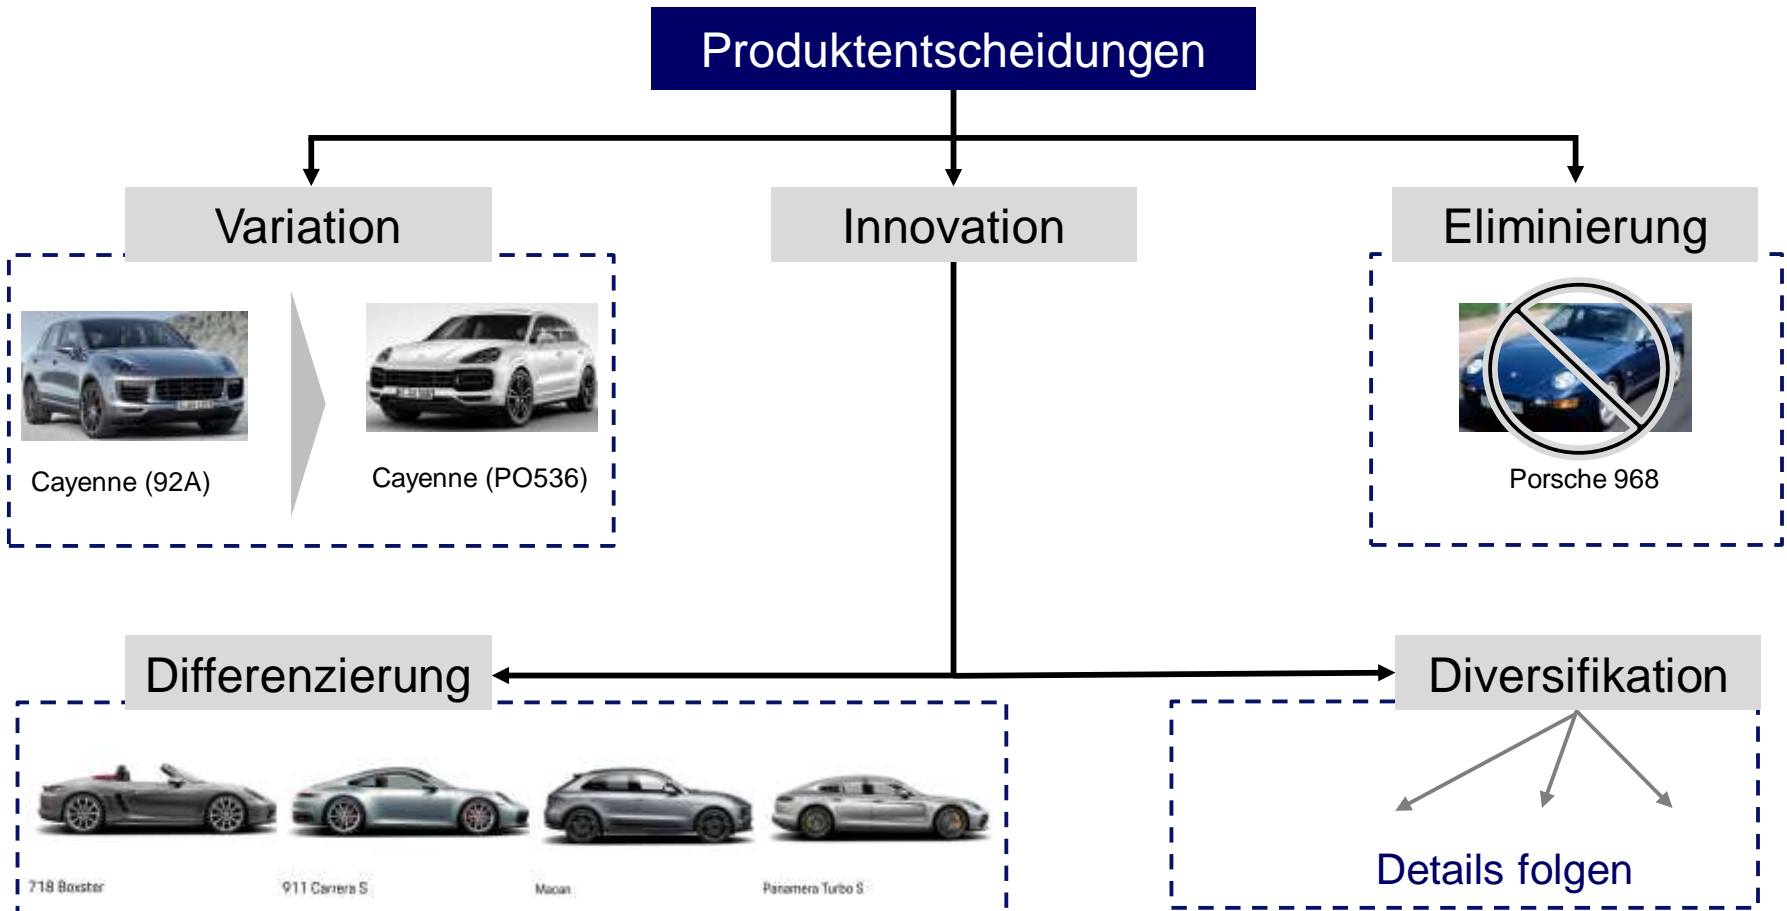 Produktentscheidungen
Variation
Innovation
Eliminierung
Cayenne (92A)
Cayenne (PO536)
Porsche 968
Differenzierung
Diversifikation
718 Boxster
911 Carrera S
Macan
Panamera Turbo S
Details folgen